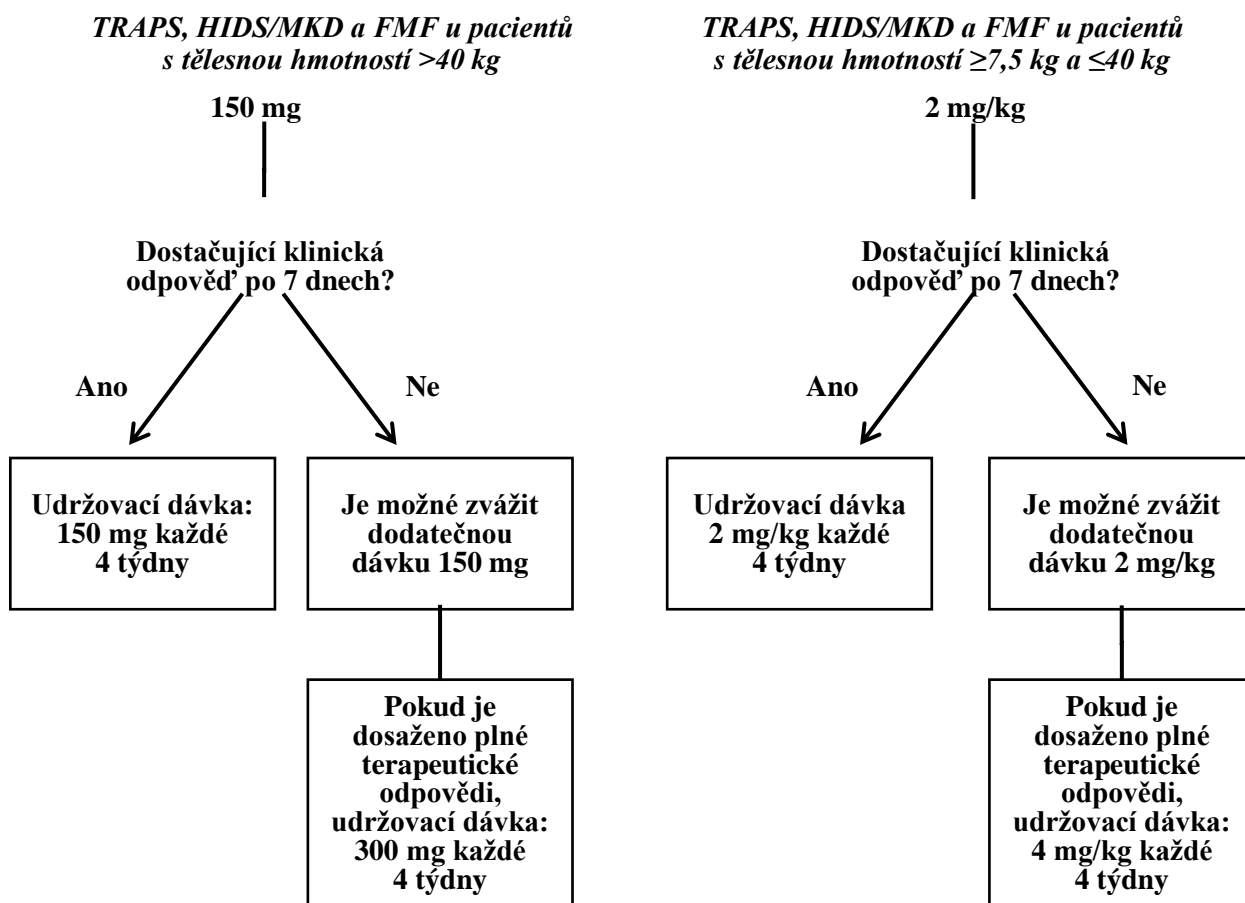 TRAPS, HIDS/MKD a FMF u pacientů
s tělesnou hmotností >40 kg
150 mg
Dostačující klinická
odpověď po 7 dnech?
Ano
Ne
Udržovací dávka:
150 mg každé
4 týdny
Je možné zvážit
dodatečnou
dávku 150 mg
Pokud je
dosaženo plné
terapeutické
odpovědi,
udržovací dávka:
300 mg každé
4 týdny
TRAPS, HIDS/MKD a FMF u pacientů
s tělesnou hmotností ≥7,5 kg a ≤40 kg
2 mg/kg
Dostačující klinická
odpověď po 7 dnech?
Ano
Ne
Udržovací dávka
2 mg/kg každé
4 týdny
Je možné zvážit
dodatečnou
dávku 2 mg/kg
Pokud je
dosaženo plné
terapeutické
odpovědi,
udržovací dávka:
4 mg/kg každé
4 týdny